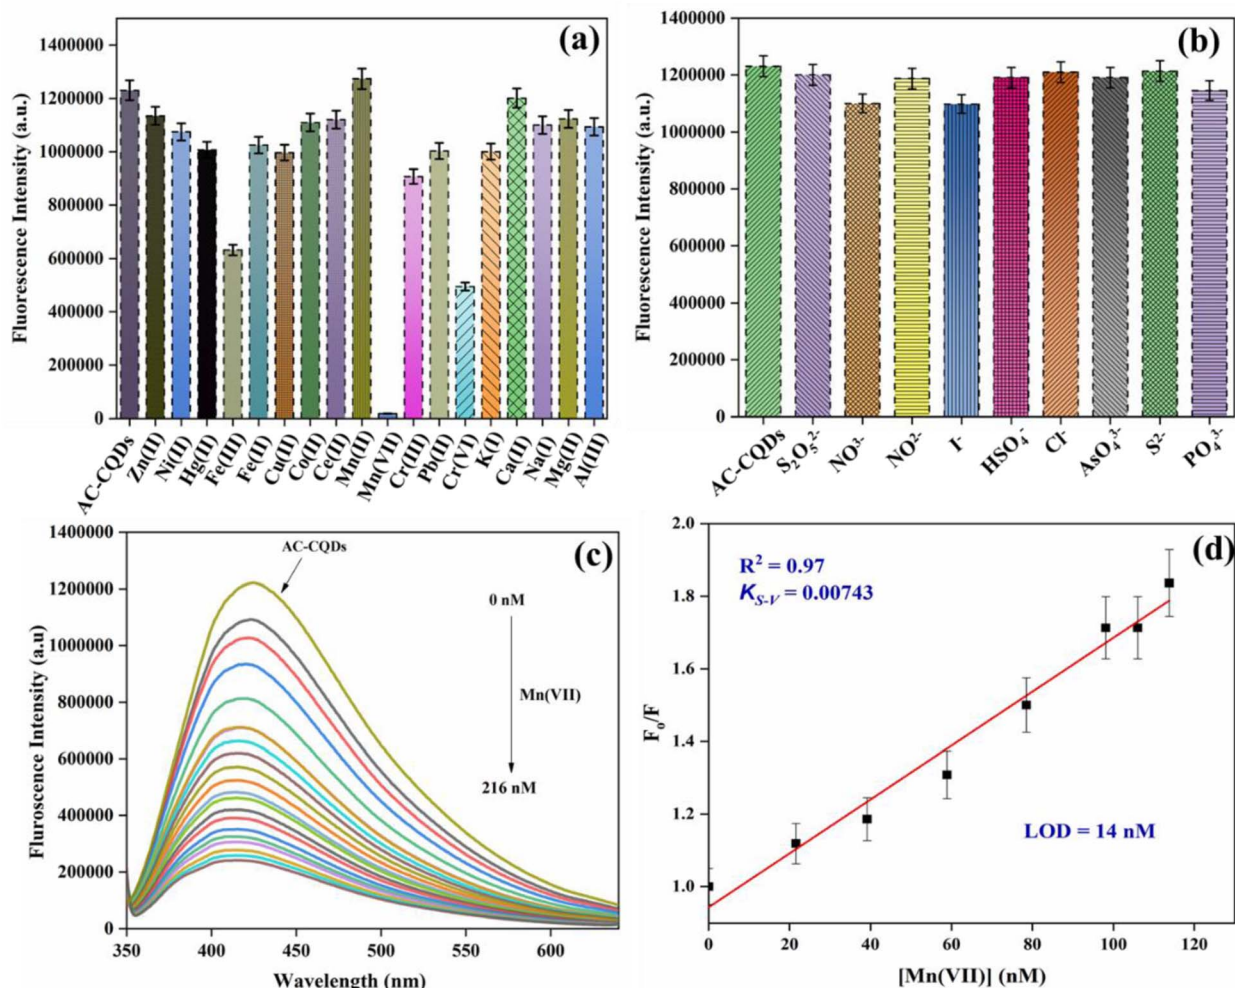 (a)
Fluorescence Intensity (a.u.)
1400000
1200000
1000000
800000
600000
400000
200000
0
AC-CQDs
Zn(II)
Ni(II)
Hg(II)
Fe(III)
Fe(II)
Cu(II)
Co(II)
Ce(II)
Mn(II)
Mn(VII)
Cr(III)
Pb(II)
Cr(VI)
K(I)
Ca(II)
Na(I)
Mg(II)
Al(III)
(b)
Fluorescence Intensity (a.u.)
1400000
1200000
1000000
800000
600000
400000
200000
0
AC-CQDs
S₂O₅²⁻
NO³⁻
NO²⁻
I⁻
HSO₄⁻
Cl⁻
AsO₄³⁻
S²⁻
PO₄³⁻
(c)
Fluroscence Intensity (a.u)
1400000
1200000
1000000
800000
600000
400000
200000
0
AC-CQDs
0 nM
Mn(VII)
216 nM
350
400
450
500
550
600
Wavelength (nm)
(d)
R² = 0.97
K_S-V = 0.00743
LOD = 14 nM
Fₒ/F
2.0
1.8
1.6
1.4
1.2
1.0
0
20
40
60
80
100
120
[Mn(VII)] (nM)